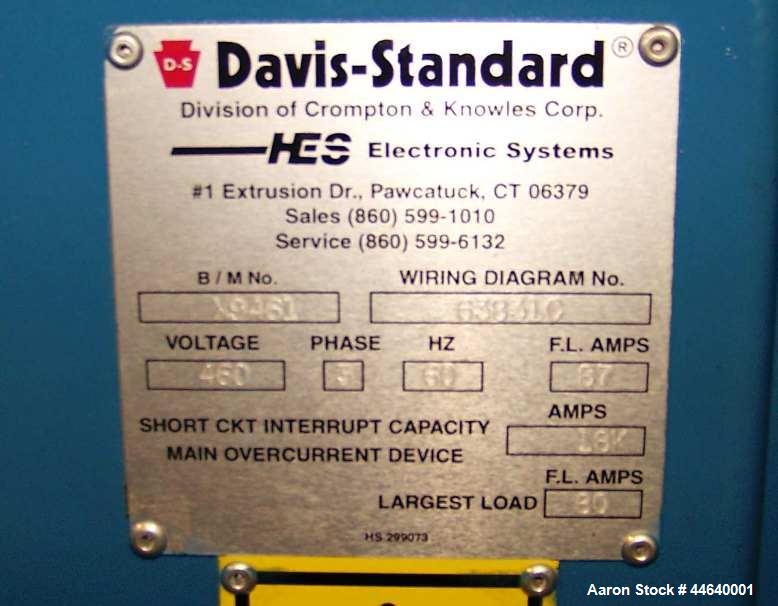 D-S Davis-Standard®
Division of Crompton & Knowles Corp.
HES Electronic Systems
#1 Extrusion Dr., Pawcatuck, CT 06379
Sales (860) 599-1010
Service (860) 599-6132
B / M No. WIRING DIAGRAM No.
X9461
VOLTAGE PHASE HZ F.L. AMPS
460 3 60
SHORT CKT INTERRUPT CAPACITY AMPS
MAIN OVERCURRENT DEVICE 18K
F.L. AMPS
LARGEST LOAD
HS 299073
Aaron Stock # 44640001